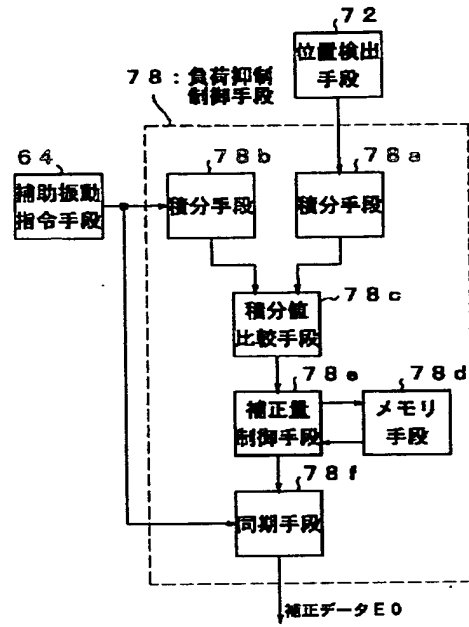 ７２
位置検出
手段
７８：負荷抑制
制御手段
６４
補助振動
指令手段
７８ｂ
積分手段
７８ａ
積分手段
７８ｃ
積分値
比較手段
７８ｅ
補正量
制御手段
７８ｄ
メモリ
手段
７８ｆ
同期手段
補正データＥ０